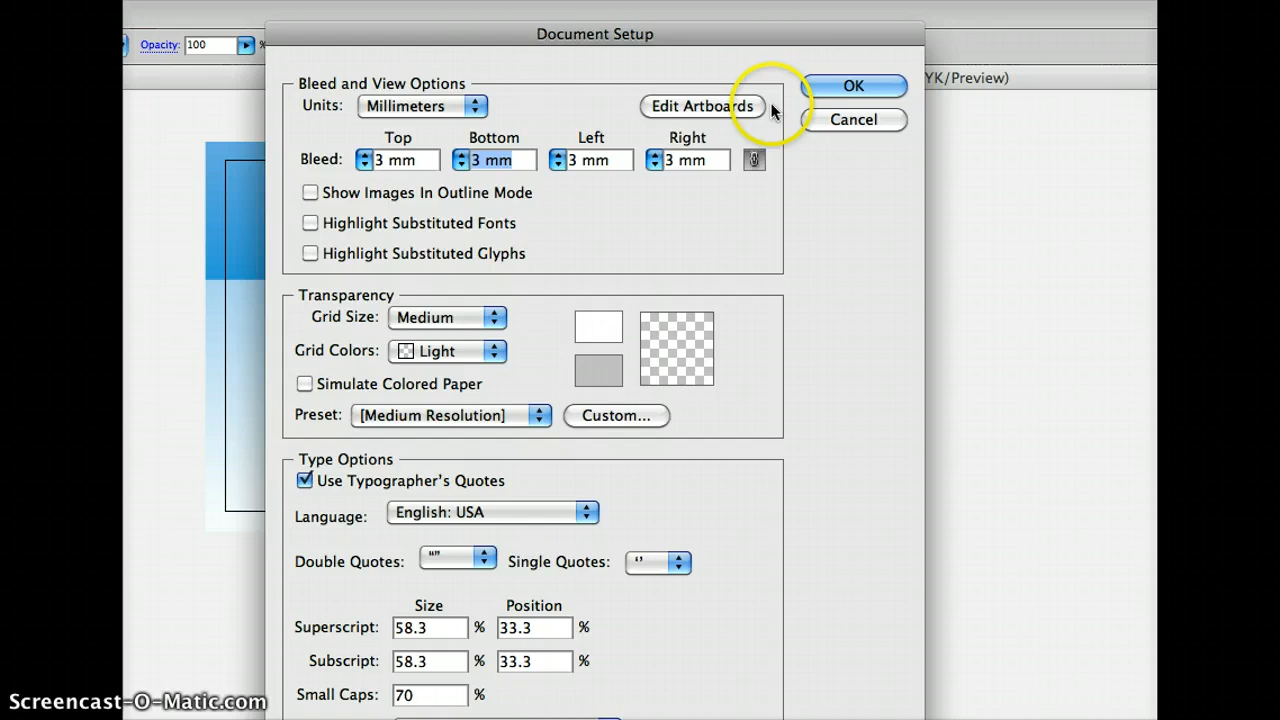 Document Setup
Opacity: 100 %
YK/Preview)
Bleed and View Options
Units: Millimeters
Edit Artboards
OK
Cancel
Top Bottom Left Right
Bleed: 3 mm 3 mm 3 mm 3 mm
Show Images In Outline Mode
Highlight Substituted Fonts
Highlight Substituted Glyphs
Transparency
Grid Size: Medium
Grid Colors: Light
Simulate Colored Paper
Preset: [Medium Resolution] Custom...
Type Options
Use Typographer's Quotes
Language: English: USA
Double Quotes: “” Single Quotes: ‘’
Size Position
Superscript: 58.3 % 33.3 %
Subscript: 58.3 % 33.3 %
Small Caps: 70 %
Screencast-O-Matic.com